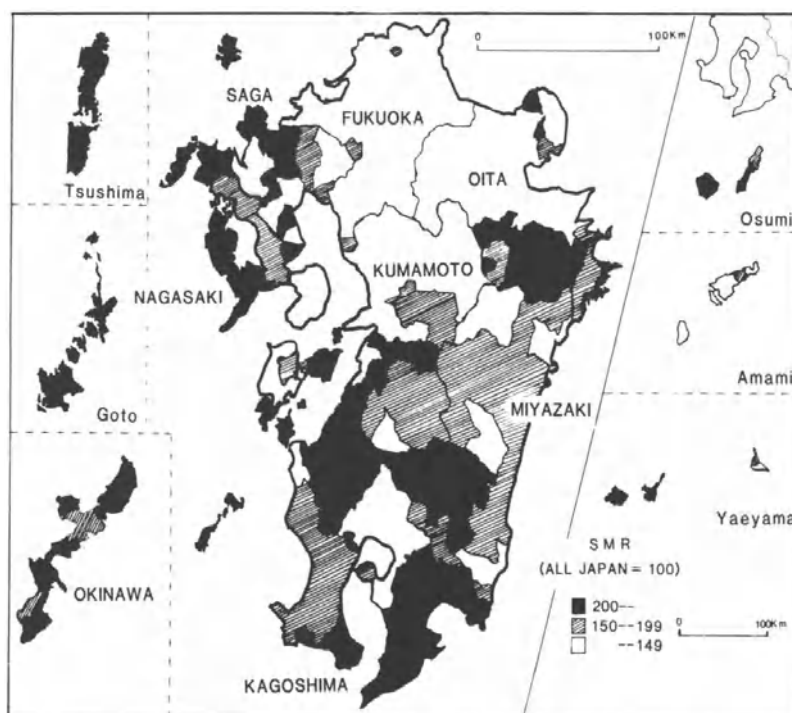 0 100Km
SAGA
FUKUOKA
Tsushima
OITA
Osumi
KUMAMOTO
NAGASAKI
MIYAZAKI
Amami
Goto
Yaeyama
SMR
(ALL JAPAN = 100)
OKINAWA
200--
150--199
--149
0 100Km
KAGOSHIMA